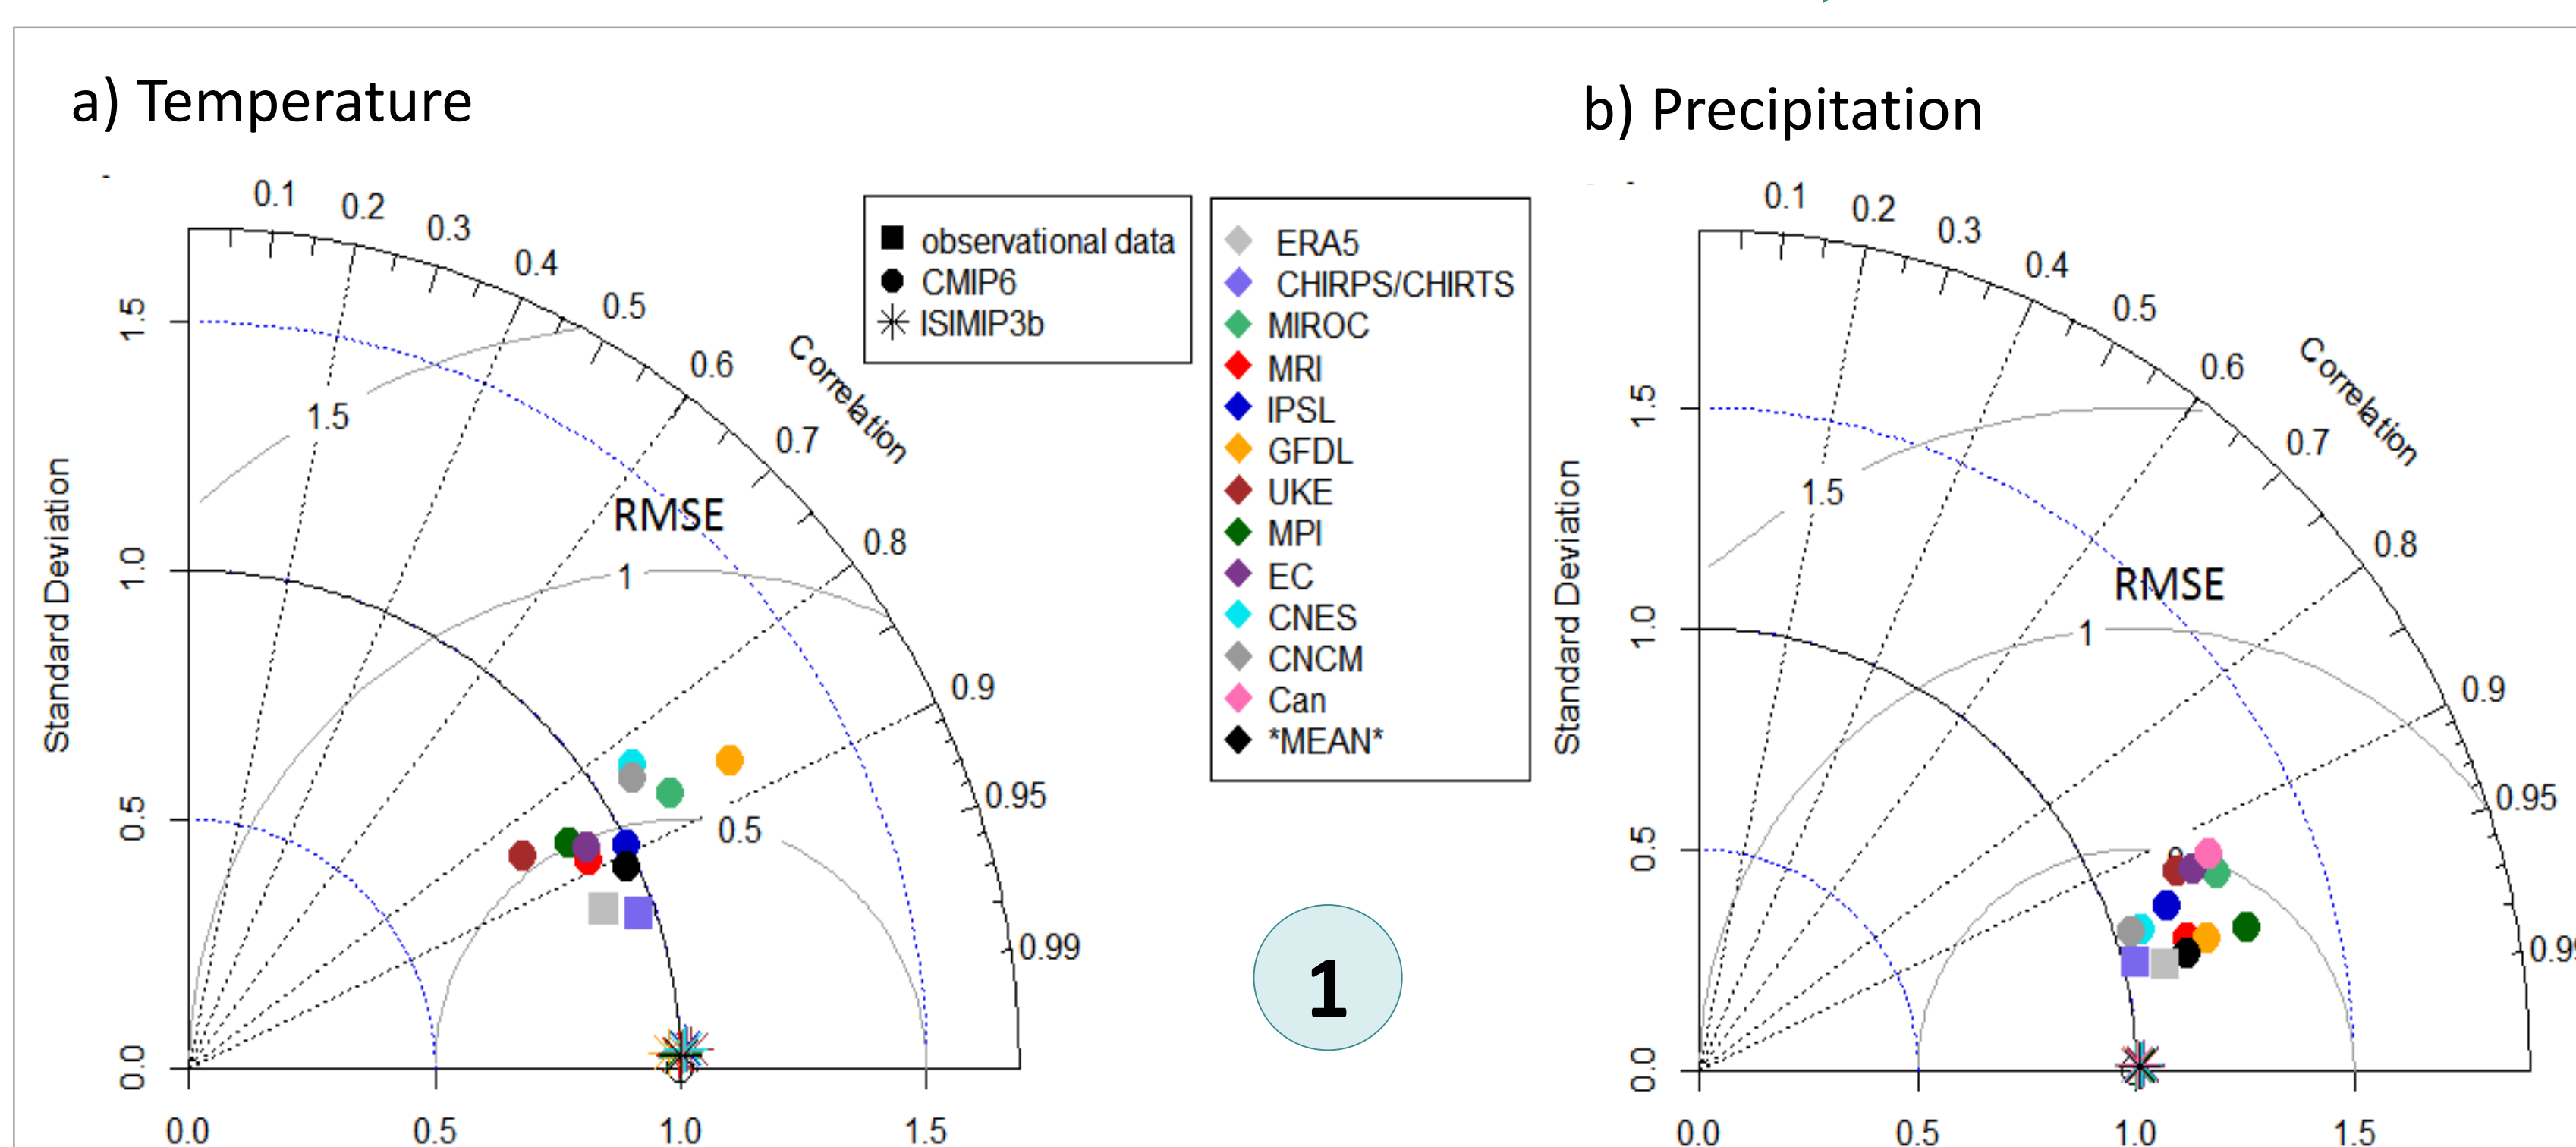 a) Temperature
b) Precipitation
0.1
0.2
0.3
0.4
0.5
0.6
0.7
0.8
0.9
0.95
0.99
Correlation
1.5
1.0
0.5
0.0
Standard Deviation
1.5
RMSE
1
0.5
0.0
0.5
1.0
1.5
observational data
CMIP6
ISIMIP3b
ERA5
CHIRPS/CHIRTS
MIROC
MRI
IPSL
GFDL
UKE
MPI
EC
CNES
CNCM
Can
*MEAN*
1
0.1
0.2
0.3
0.4
0.5
0.6
0.7
0.8
0.9
0.95
Correlation
1.5
1.0
0.5
0.0
Standard Deviation
1.5
RMSE
1
0.0
0.5
1.0
1.5